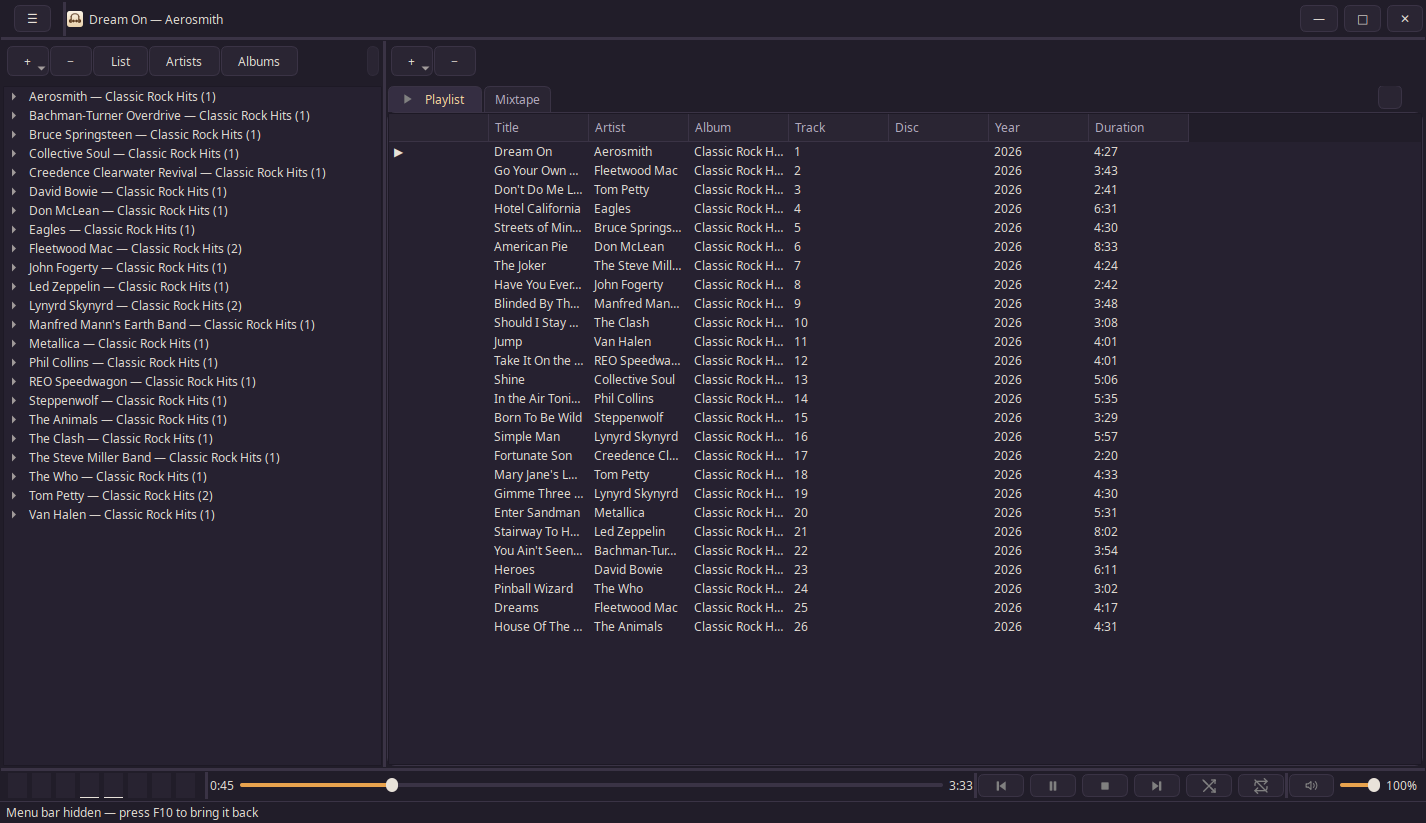 Dream On — Aerosmith
+ − List Artists Albums + −
Aerosmith — Classic Rock Hits (1)
Bachman-Turner Overdrive — Classic Rock Hits (1)
Bruce Springsteen — Classic Rock Hits (1)
Collective Soul — Classic Rock Hits (1)
Creedence Clearwater Revival — Classic Rock Hits (1)
David Bowie — Classic Rock Hits (1)
Don McLean — Classic Rock Hits (1)
Eagles — Classic Rock Hits (1)
Fleetwood Mac — Classic Rock Hits (2)
John Fogerty — Classic Rock Hits (1)
Led Zeppelin — Classic Rock Hits (1)
Lynyrd Skynyrd — Classic Rock Hits (2)
Manfred Mann's Earth Band — Classic Rock Hits (1)
Metallica — Classic Rock Hits (1)
Phil Collins — Classic Rock Hits (1)
REO Speedwagon — Classic Rock Hits (1)
Steppenwolf — Classic Rock Hits (1)
The Animals — Classic Rock Hits (1)
The Clash — Classic Rock Hits (1)
The Steve Miller Band — Classic Rock Hits (1)
The Who — Classic Rock Hits (1)
Tom Petty — Classic Rock Hits (2)
Van Halen — Classic Rock Hits (1)
Playlist Mixtape
Title Artist Album Track Disc Year Duration
Dream On Aerosmith Classic Rock H... 1 2026 4:27
Go Your Own ... Fleetwood Mac Classic Rock H... 2 2026 3:43
Don't Do Me L... Tom Petty Classic Rock H... 3 2026 2:41
Hotel California Eagles Classic Rock H... 4 2026 6:31
Streets of Min... Bruce Springs... Classic Rock H... 5 2026 4:30
American Pie Don McLean Classic Rock H... 6 2026 8:33
The Joker The Steve Mill... Classic Rock H... 7 2026 4:24
Have You Ever... John Fogerty Classic Rock H... 8 2026 2:42
Blinded By Th... Manfred Man... Classic Rock H... 9 2026 3:48
Should I Stay ... The Clash Classic Rock H... 10 2026 3:08
Jump Van Halen Classic Rock H... 11 2026 4:01
Take It On the ... REO Speedwa... Classic Rock H... 12 2026 4:01
Shine Collective Soul Classic Rock H... 13 2026 5:06
In the Air Toni... Phil Collins Classic Rock H... 14 2026 5:35
Born To Be Wild Steppenwolf Classic Rock H... 15 2026 3:29
Simple Man Lynyrd Skynyrd Classic Rock H... 16 2026 5:57
Fortunate Son Creedence Cl... Classic Rock H... 17 2026 2:20
Mary Jane's L... Tom Petty Classic Rock H... 18 2026 4:33
Gimme Three ... Lynyrd Skynyrd Classic Rock H... 19 2026 4:30
Enter Sandman Metallica Classic Rock H... 20 2026 5:31
Stairway To H... Led Zeppelin Classic Rock H... 21 2026 8:02
You Ain't Seen... Bachman-Tur... Classic Rock H... 22 2026 3:54
Heroes David Bowie Classic Rock H... 23 2026 6:11
Pinball Wizard The Who Classic Rock H... 24 2026 3:02
Dreams Fleetwood Mac Classic Rock H... 25 2026 4:17
House Of The ... The Animals Classic Rock H... 26 2026 4:31
0:45 3:33 100%
Menu bar hidden — press F10 to bring it back